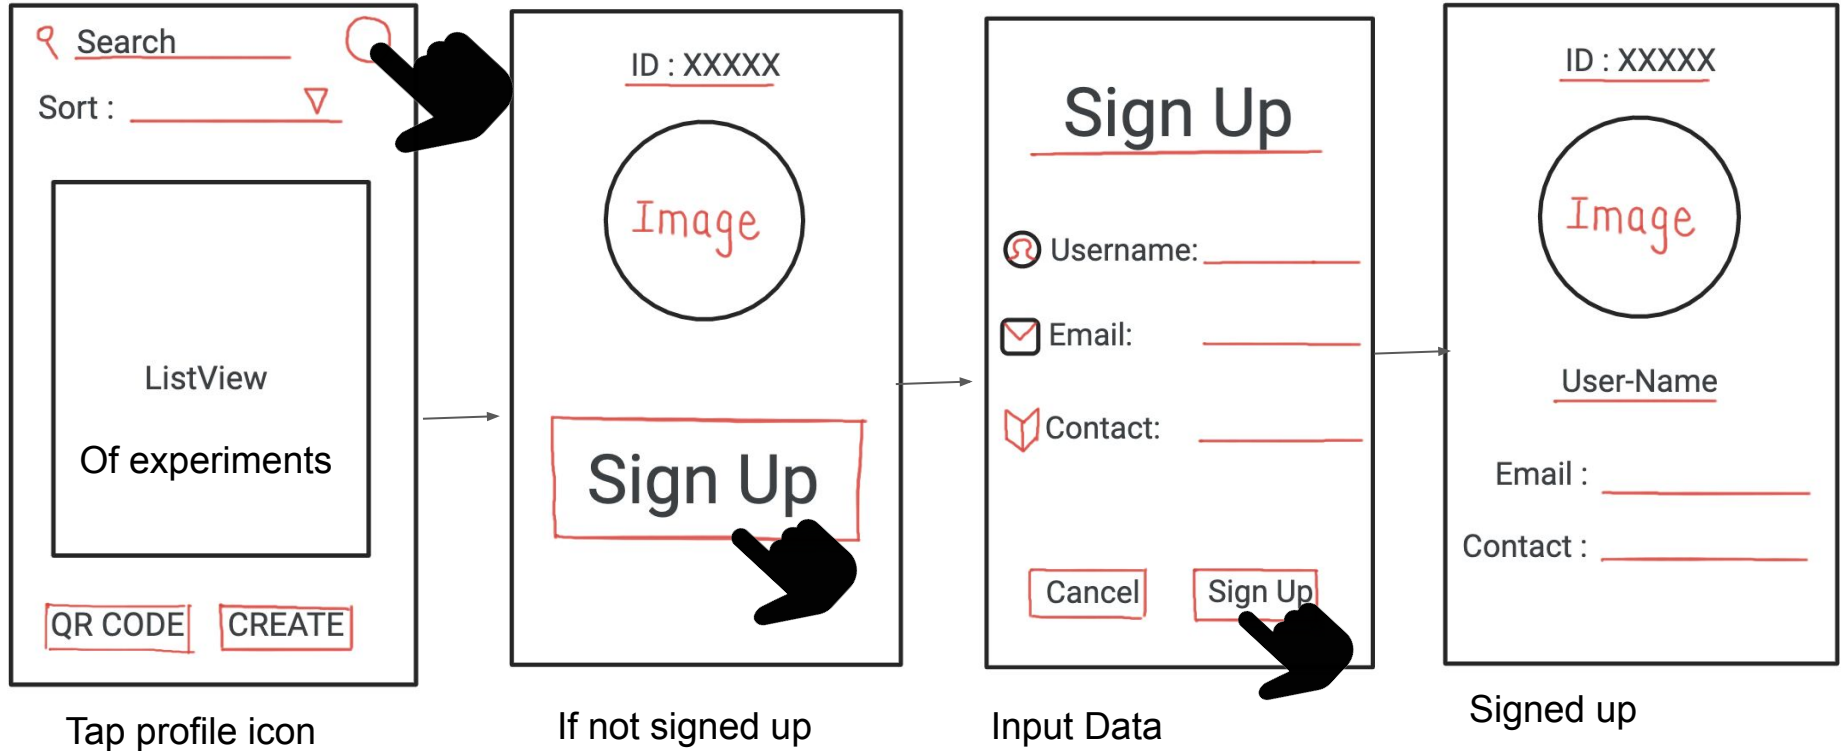 Search
Sort :
ListView
Of experiments
QR CODE
CREATE
Tap profile icon
ID : XXXXX
Image
Sign Up
If not signed up
Sign Up
Username:
Email:
Contact:
Cancel
Sign Up
Input Data
ID : XXXXX
Image
User-Name
Email :
Contact :
Signed up